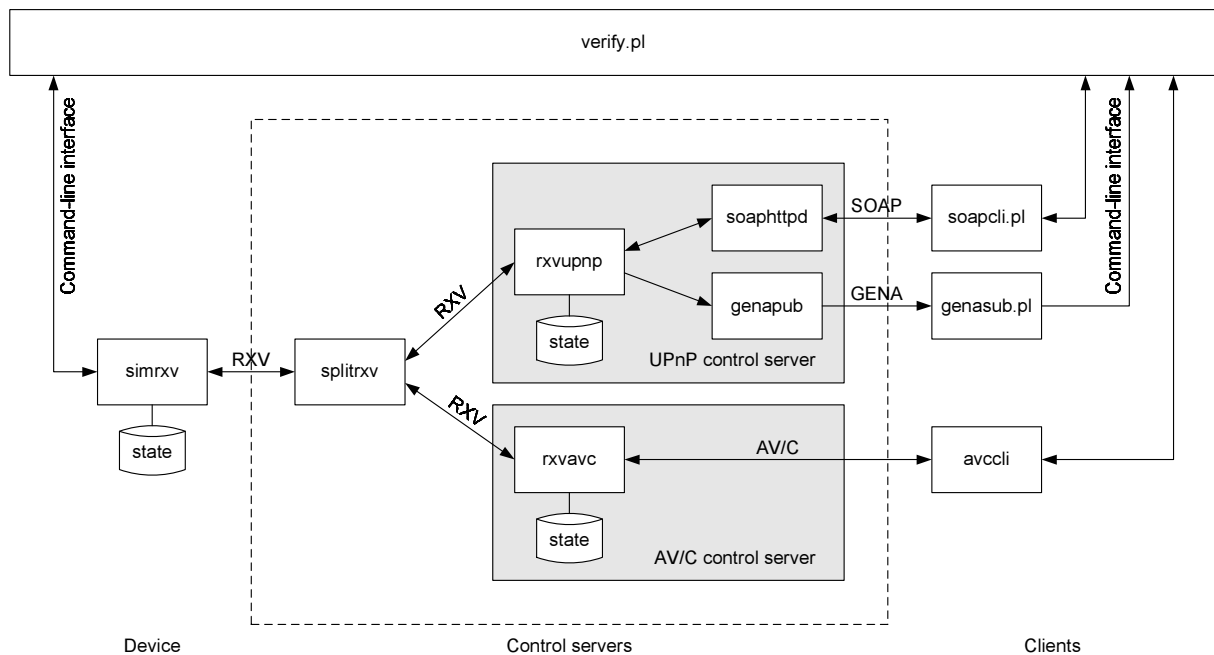 verify.pl
Command-line interface
Command-line interface
soaphttpd
SOAP
soapcli.pl
rxvupnp
RXV
genapub
GENA
genasub.pl
state
UPnP control server
simrxv
RXV
splitrxv
state
RXV
rxvavc
AV/C
avccli
state
AV/C control server
Device
Control servers
Clients